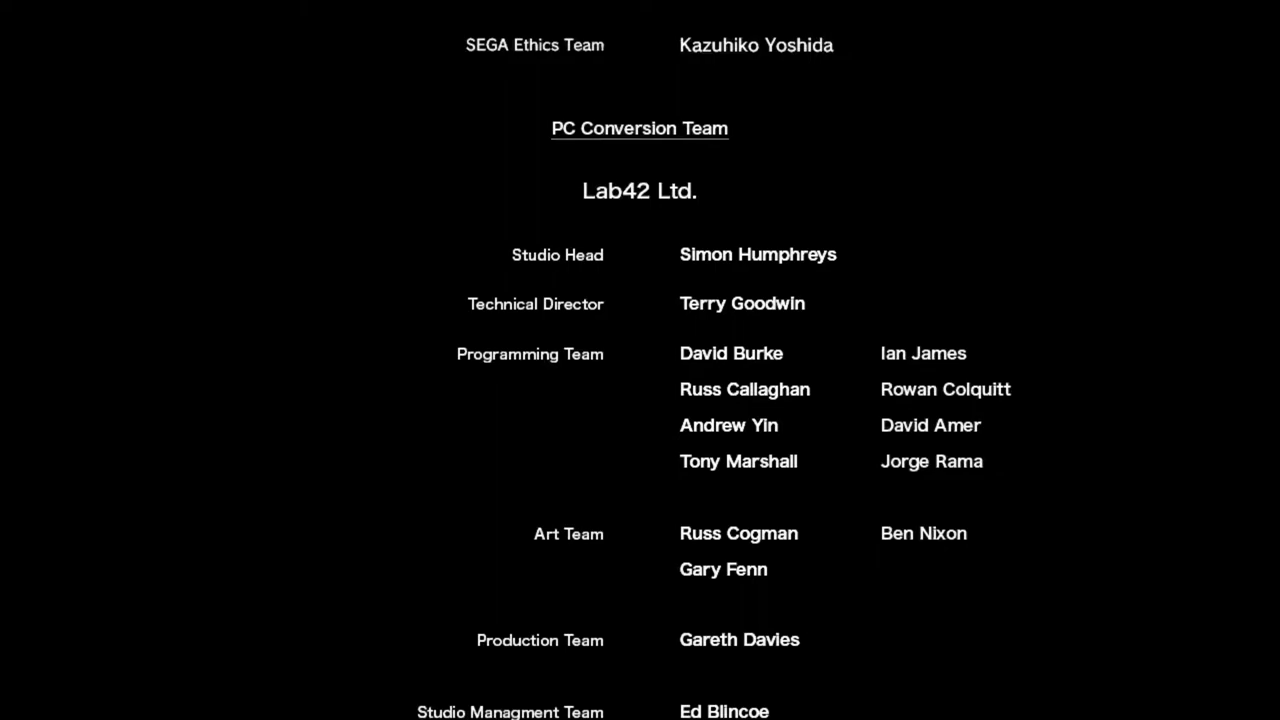 SEGA Ethics Team Kazuhiko Yoshida
PC Conversion Team
Lab42 Ltd.
Studio Head Simon Humphreys
Technical Director Terry Goodwin
Programming Team David Burke Ian James
Russ Callaghan Rowan Colquitt
Andrew Yin David Amer
Tony Marshall Jorge Rama
Art Team Russ Cogman Ben Nixon
Gary Fenn
Production Team Gareth Davies
Studio Managment Team Ed Blincoe